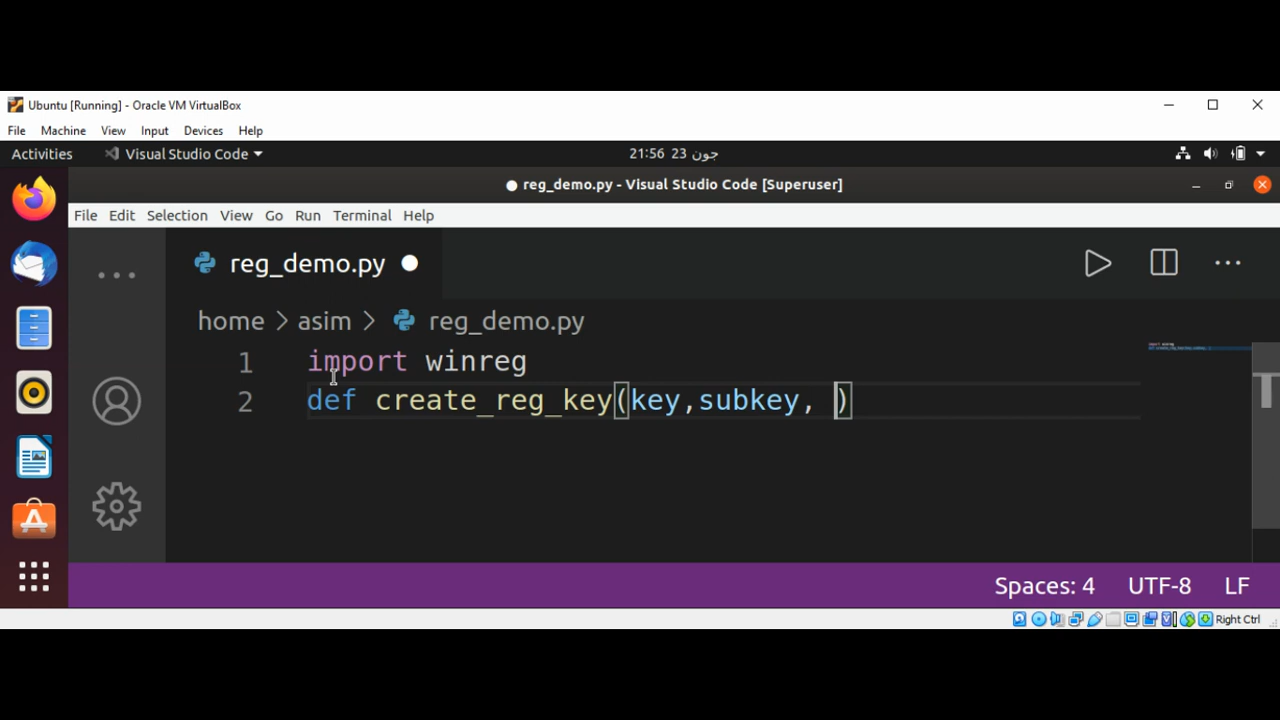 Ubuntu [Running] - Oracle VM VirtualBox
File Machine View Input Devices Help
Activities Visual Studio Code 21:56 23 جون
● reg_demo.py - Visual Studio Code [Superuser]
File Edit Selection View Go Run Terminal Help
reg_demo.py
home > asim > reg_demo.py
1 import winreg
2 def create_reg_key(key,subkey, )
Spaces: 4 UTF-8 LF
Right Ctrl